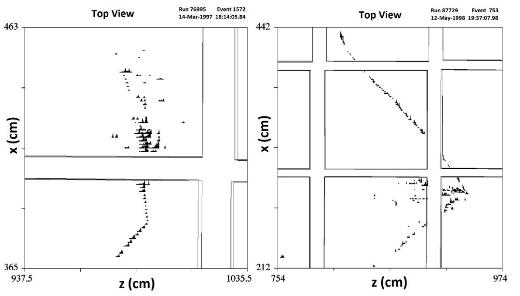 Top View
Run 76895 Event 1572
14-Mar-1997 18:14:05.84
463
x (cm)
365
937.5
z (cm)
1035.5
Top View
Run 87729 Event 753
12-May-1998 19:37:07.98
442
x (cm)
212
754
z (cm)
974